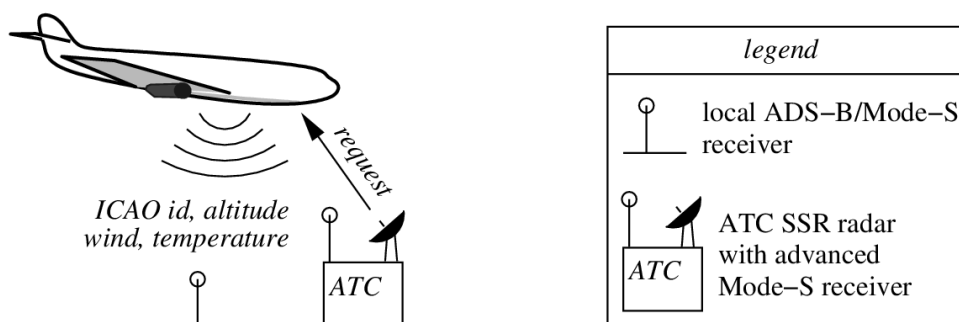 legend
local ADS−B/Mode−S
receiver
request
ICAO id, altitude
wind, temperature
ATC
ATC
ATC SSR radar
with advanced
Mode−S receiver